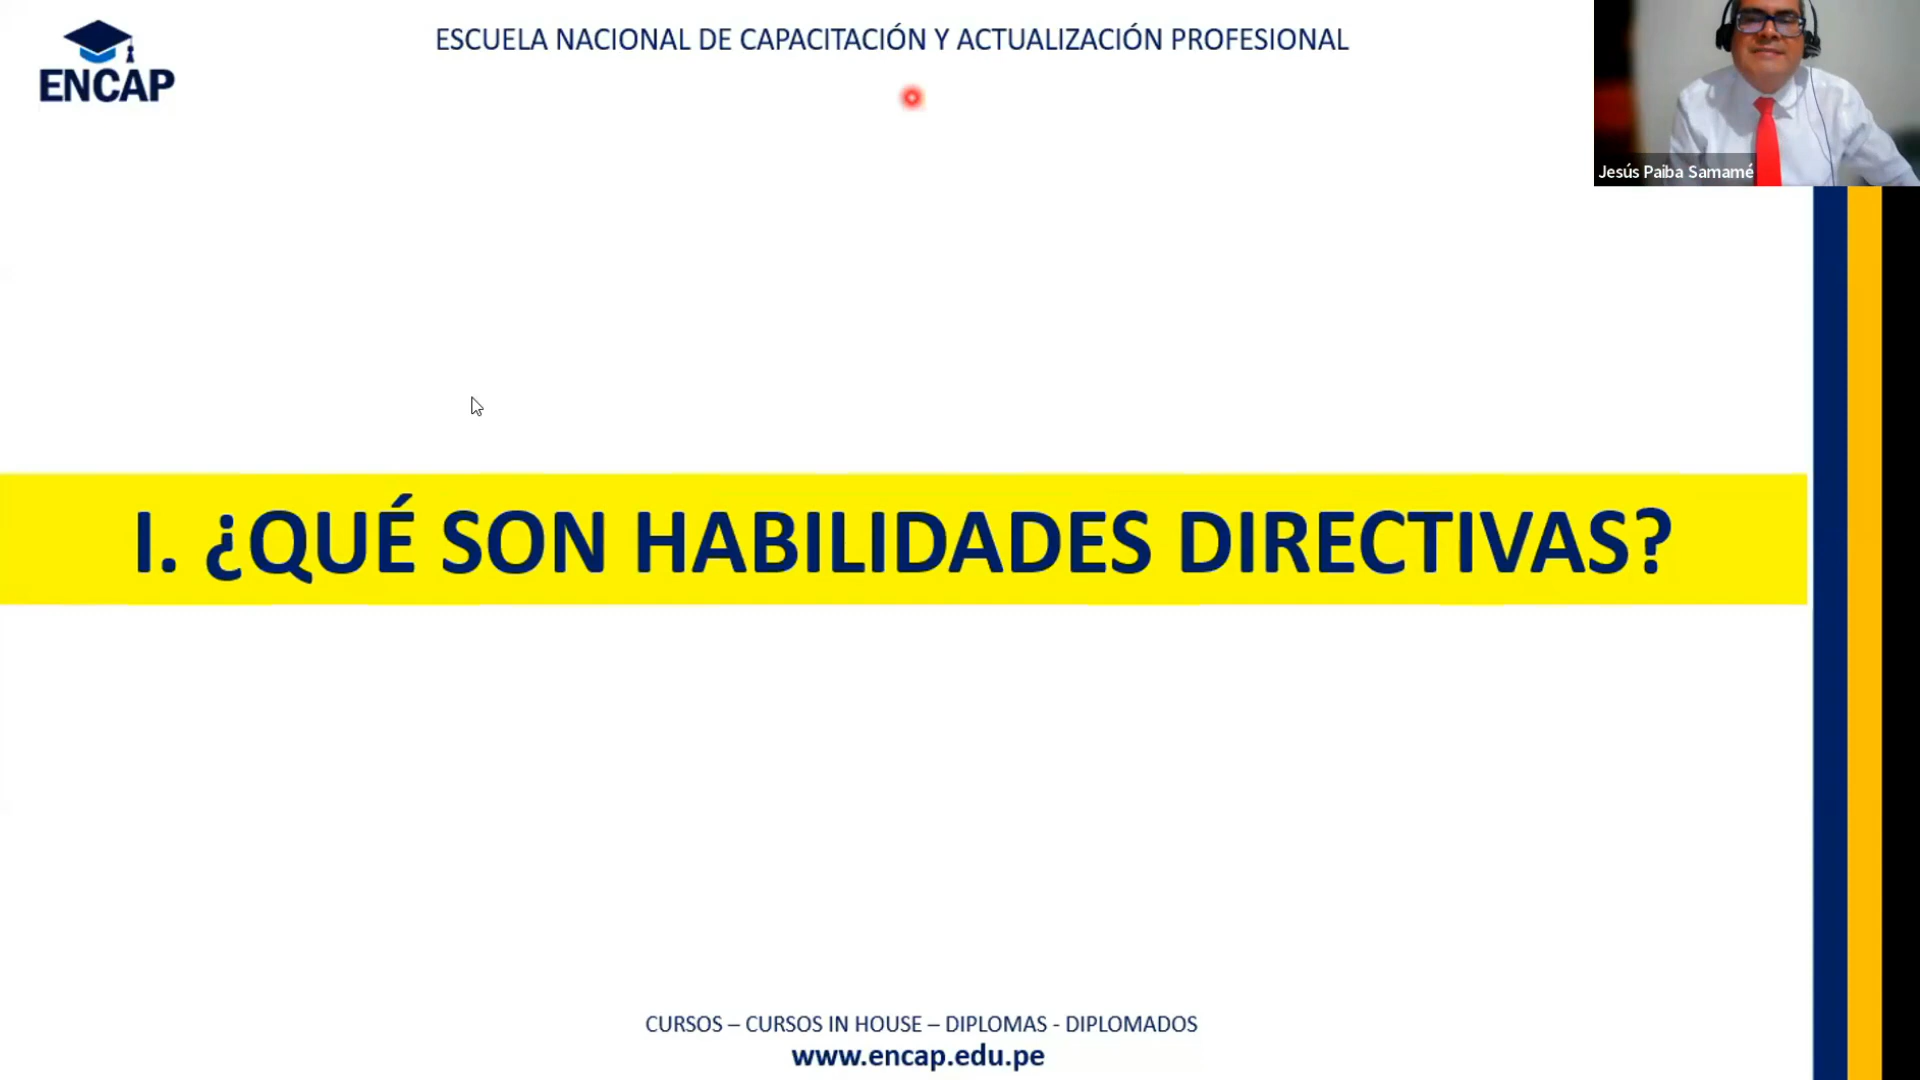 ENCAP
ESCUELA NACIONAL DE CAPACITACIÓN Y ACTUALIZACIÓN PROFESIONAL
Jesús Paiba Samamé
I. ¿QUÉ SON HABILIDADES DIRECTIVAS?
CURSOS – CURSOS IN HOUSE – DIPLOMAS - DIPLOMADOS
www.encap.edu.pe